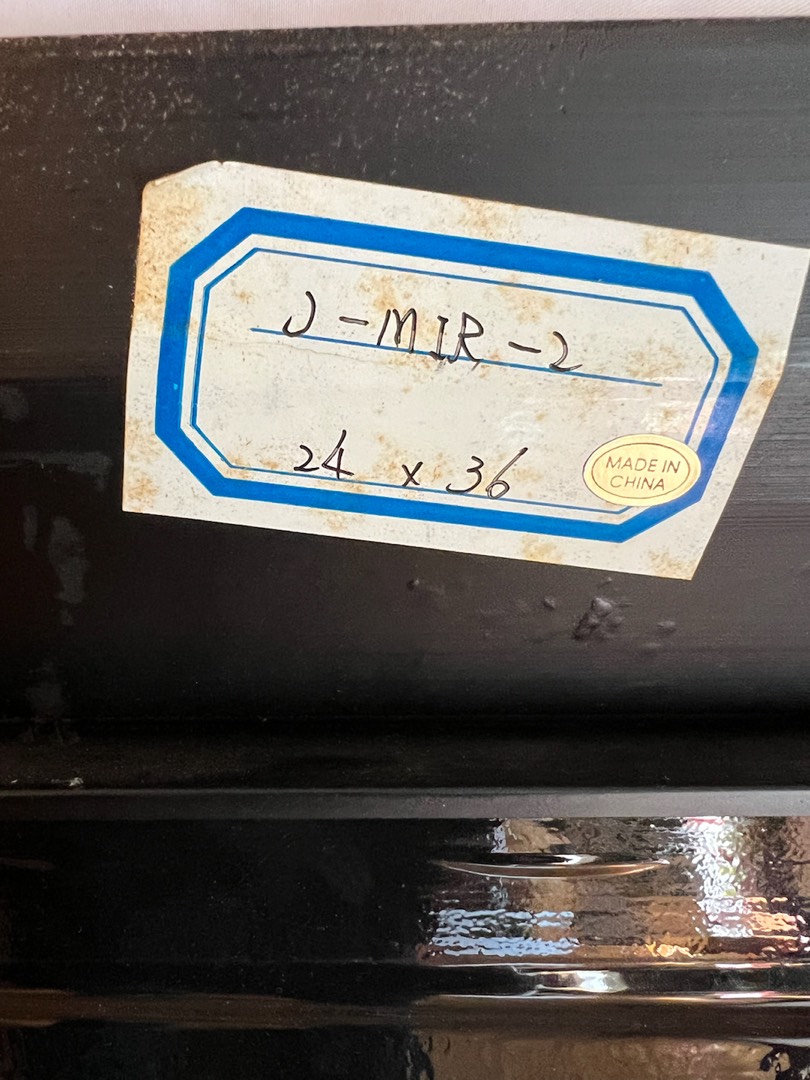 J-MIR-2
24 x 36
MADE IN
CHINA